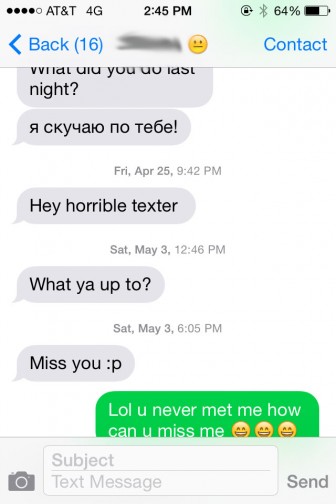 AT&T 4G 2:45 PM 64%
Back (16) Contact
What did you do last
night?
я скучаю по тебе!
Fri, Apr 25, 9:42 PM
Hey horrible texter
Sat, May 3, 12:46 PM
What ya up to?
Sat, May 3, 6:05 PM
Miss you :p
Lol u never met me how
can u miss me 😄 😄 😄
Subject
Text Message Send